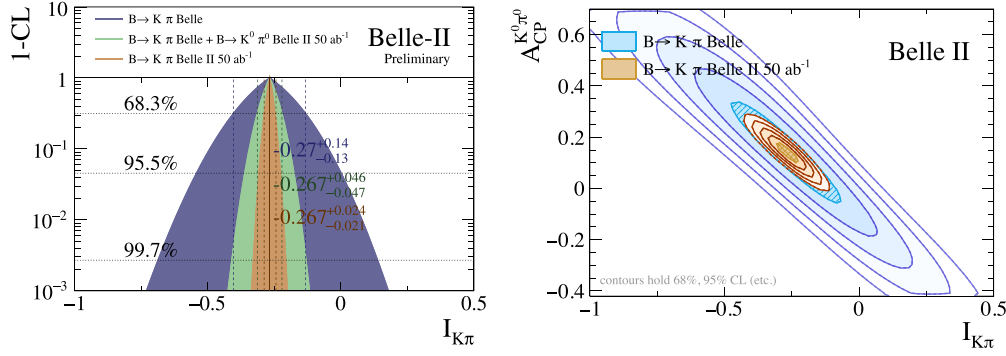 10
1
10⁻¹
10⁻²
10⁻³
1-CL
B→ K π Belle
B→ K π Belle + B→ K⁰ π⁰ Belle II 50 ab⁻¹
B→ K π Belle II 50 ab⁻¹
Belle-II
Preliminary
68.3%
95.5%
99.7%
-0.27+0.14−0.13
-0.267+0.046−0.047
-0.267+0.024−0.021
−1 −0.5 0 0.5
I_Kπ
A_CP^K⁰π⁰
0.6
0.4
0.2
0
−0.2
−0.4
B→ K π Belle
B→ K π Belle II 50 ab⁻¹
Belle II
contours hold 68%, 95% CL (etc.)
−1 −0.5 0 0.5
I_Kπ